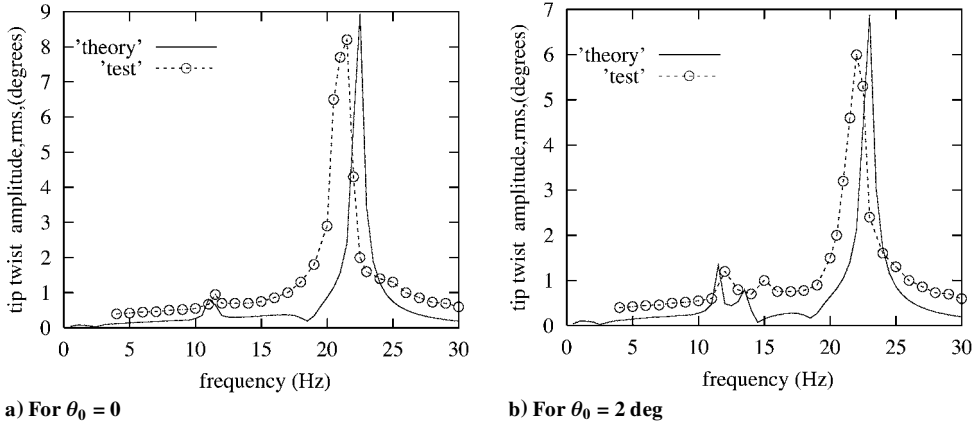 9
8
7
6
5
4
3
2
1
0
tip twist amplitude,rms,(degrees)
'theory'
'test'
0 5 10 15 20 25 30
frequency (Hz)
a) For θ₀ = 0
7
6
5
4
3
2
1
0
tip twist amplitude,rms,(degrees)
'theory'
'test'
0 5 10 15 20 25 30
frequency (Hz)
b) For θ₀ = 2 deg